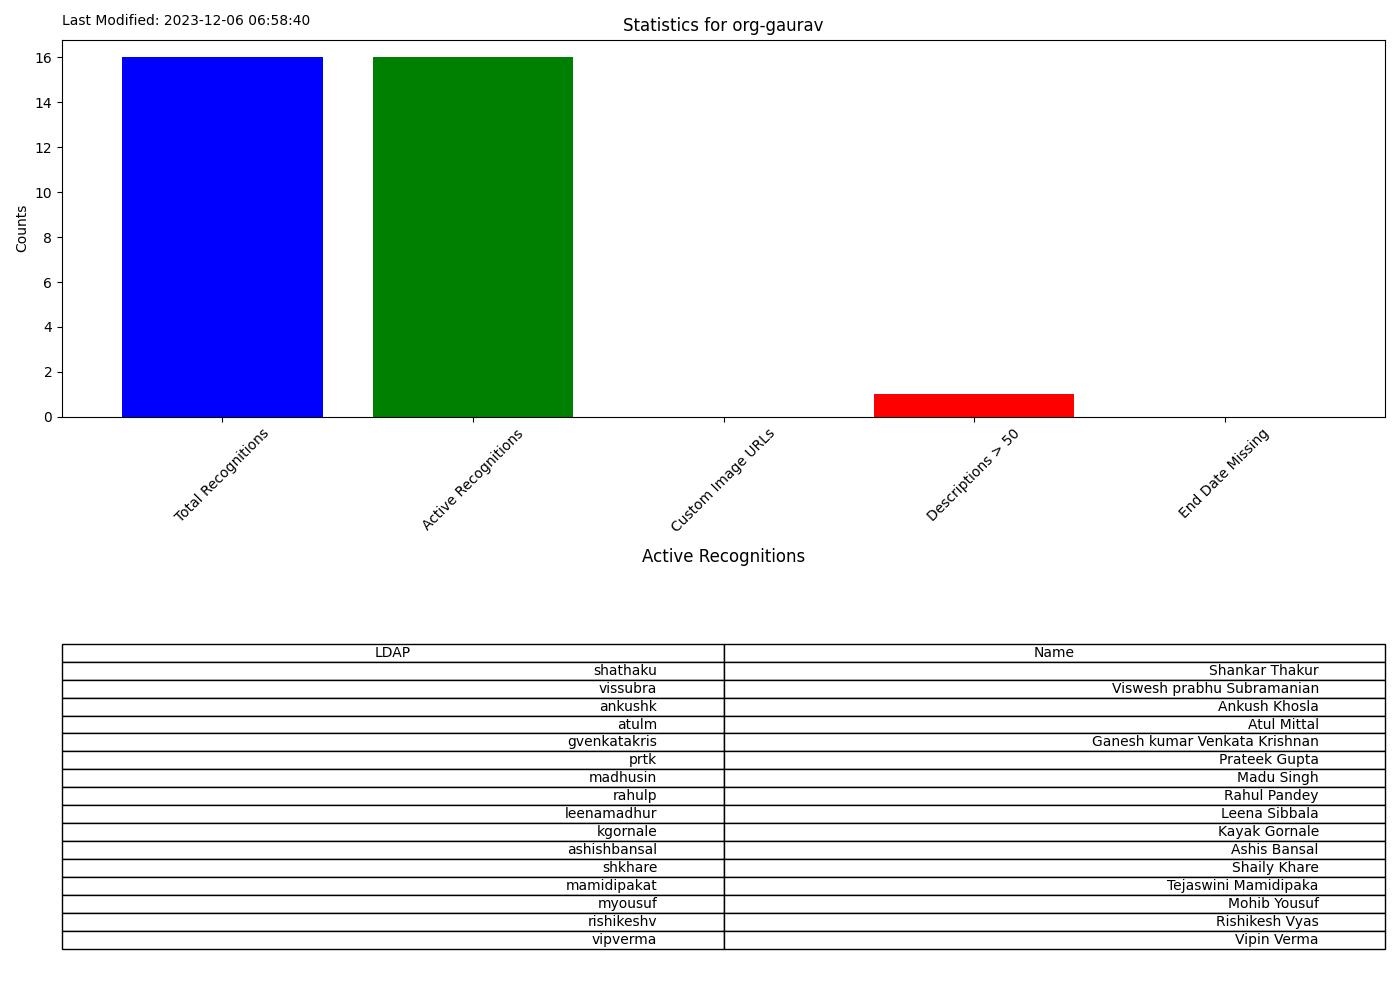 Last Modified: 2023-12-06 06:58:40
Statistics for org-gaurav
Counts
16
14
12
10
8
6
4
2
0
Total Recognitions
Active Recognitions
Custom Image URLs
Descriptions > 50
End Date Missing
Active Recognitions
LDAP Name
shathaku Shankar Thakur
vissubra Viswesh prabhu Subramanian
ankushk Ankush Khosla
atulm Atul Mittal
gvenkatakris Ganesh kumar Venkata Krishnan
prtk Prateek Gupta
madhusin Madu Singh
rahulp Rahul Pandey
leenamadhur Leena Sibbala
kgornale Kayak Gornale
ashishbansal Ashis Bansal
shkhare Shaily Khare
mamidipakat Tejaswini Mamidipaka
myousuf Mohib Yousuf
rishikeshv Rishikesh Vyas
vipverma Vipin Verma